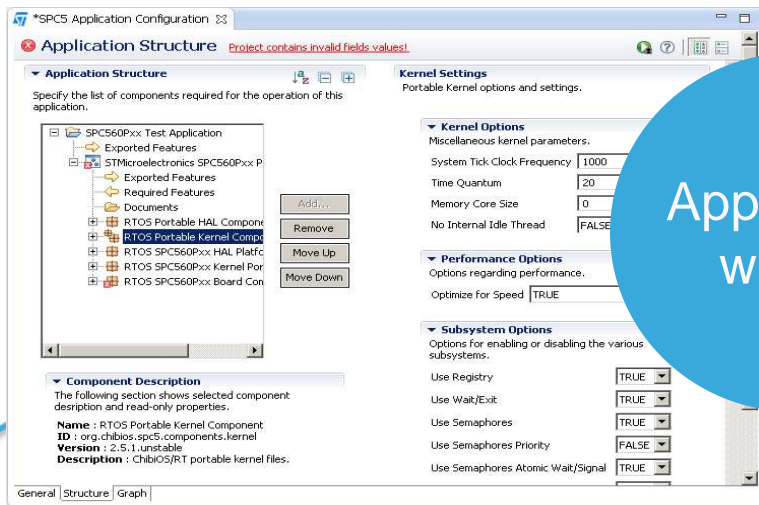 *SPC5 Application Configuration
Application Structure Project contains invalid fields values!
Application Structure
Specify the list of components required for the operation of this
application.
SPC560Pxx Test Application
Exported Features
STMicroelectronics SPC560Pxx P
Exported Features
Required Features
Documents
RTOS Portable HAL Compone
RTOS Portable Kernel Compo
RTOS SPC560Pxx HAL Platfo
RTOS SPC560Pxx Kernel Por
RTOS SPC560Pxx Board Con
Add...
Remove
Move Up
Move Down
Component Description
The following section shows selected component
desription and read-only properties.
Name : RTOS Portable Kernel Component
ID : org.chibios.spc5.components.kernel
Version : 2.5.1.unstable
Description : ChibiOS/RT portable kernel files.
Kernel Settings
Portable Kernel options and settings.
Kernel Options
Miscellaneous kernel parameters.
System Tick Clock Frequency 1000
Time Quantum 20
Memory Core Size 0
No Internal Idle Thread FALSE
Performance Options
Options regarding performance.
Optimize for Speed TRUE
Subsystem Options
Options for enabling or disabling the various
subsystems.
Use Registry TRUE
Use Wait/Exit TRUE
Use Semaphores TRUE
Use Semaphores Priority FALSE
Use Semaphores Atomic Wait/Signal TRUE
App
w
General Structure Graph